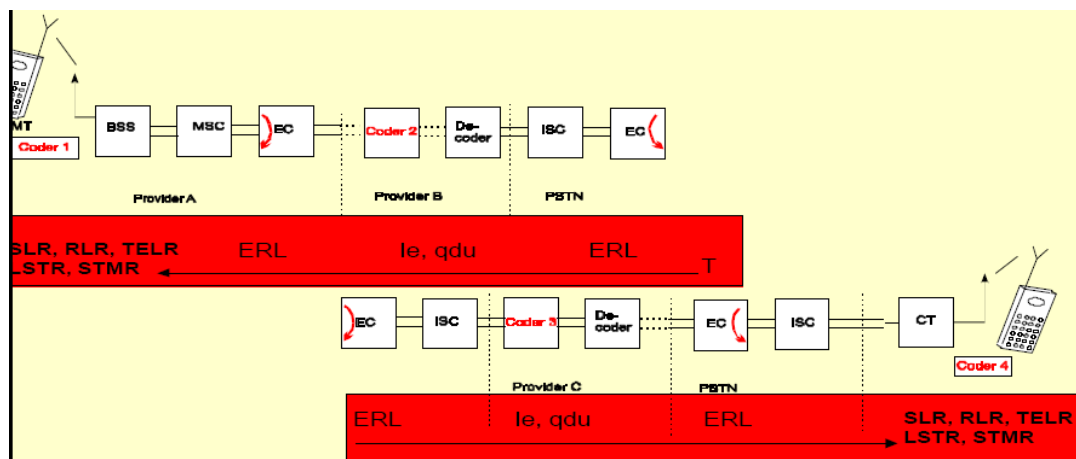 MT
Coder 1
BSS
MSC
EC
Coder 2
De-
coder
ISC
EC
Provider A
Provider B
PSTN
SLR, RLR, TELR
LSTR, STMR
ERL
Ie, qdu
ERL
T
EC
ISC
Coder 3
De-
coder
EC
ISC
CT
Coder 4
Provider C
PSTN
ERL
Ie, qdu
ERL
SLR, RLR, TELR
LSTR, STMR